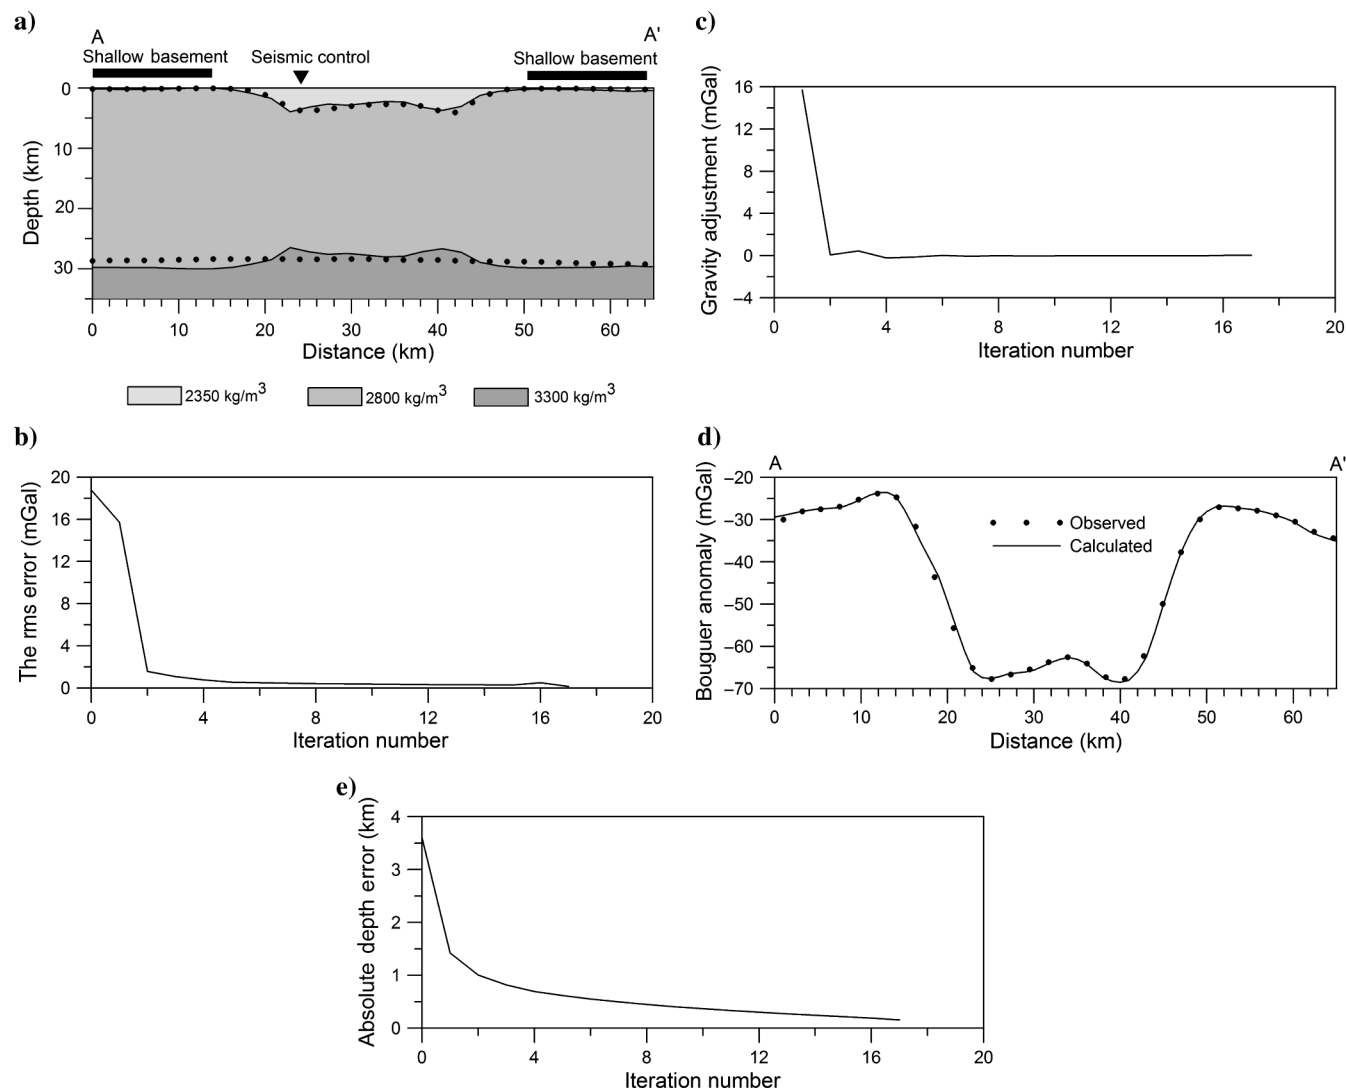 a)
A
A'
Shallow basement
Seismic control
Shallow basement
0
10
20
30
Depth (km)
0
10
20
30
40
50
60
Distance (km)
2350 kg/m3
2800 kg/m3
3300 kg/m3
c)
16
12
8
4
0
−4
Gravity adjustment (mGal)
0
4
8
12
16
20
Iteration number
b)
20
16
12
8
4
0
The rms error (mGal)
0
4
8
12
16
20
Iteration number
d)
A
A'
−20
−30
−40
−50
−60
−70
Bouguer anomaly (mGal)
Observed
Calculated
0
10
20
30
40
50
60
Distance (km)
e)
4
3
2
1
0
Absolute depth error (km)
0
4
8
12
16
20
Iteration number